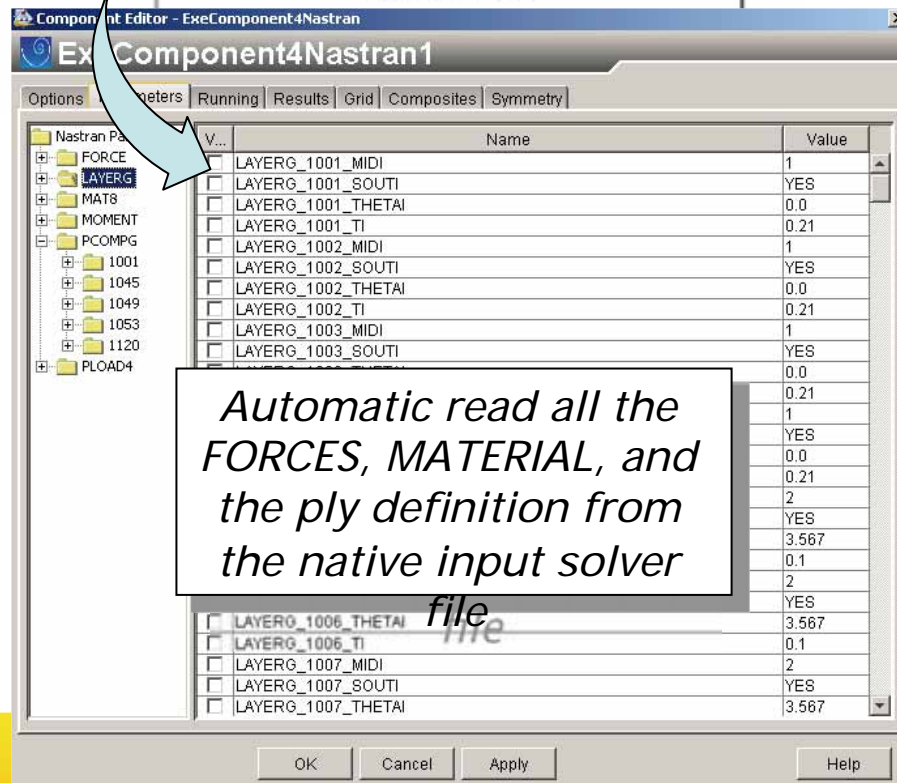 Component Editor - ExeComponent4Nastran
ExeComponent4Nastran1
Options Parameters Running Results Grid Composites Symmetry
Nastran Pa
FORCE
LAYERG
MAT8
MOMENT
PCOMPG
1001
1045
1049
1053
1120
PLOAD4
V... Name Value
LAYERG_1001_MIDI 1
LAYERG_1001_SOUTI YES
LAYERG_1001_THETAI 0.0
LAYERG_1001_TI 0.21
LAYERG_1002_MIDI 1
LAYERG_1002_SOUTI YES
LAYERG_1002_THETAI 0.0
LAYERG_1002_TI 0.21
LAYERG_1003_MIDI 1
LAYERG_1003_SOUTI YES
0.0
0.21
1
YES
0.0
0.21
2
YES
3.567
0.1
2
YES
LAYERG_1006_THETAI 3.567
LAYERG_1006_TI 0.1
LAYERG_1007_MIDI 2
LAYERG_1007_SOUTI YES
LAYERG_1007_THETAI 3.567
Automatic read all the
FORCES, MATERIAL, and
the ply definition from
the native input solver
file
OK Cancel Apply Help